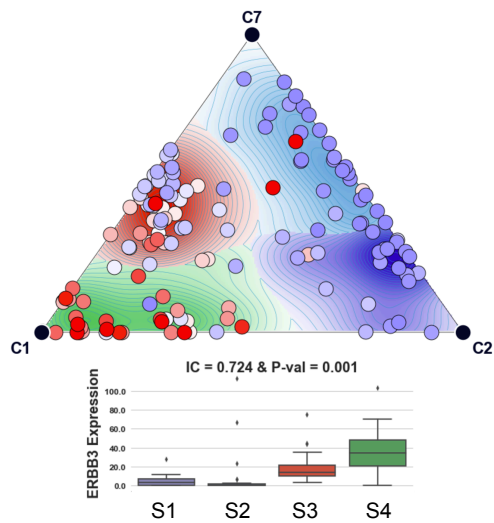 C7
C1
C2
IC = 0.724 & P-val = 0.001
ERBB3 Expression
100.0
80.0
60.0
40.0
20.0
0.0
S1 S2 S3 S4